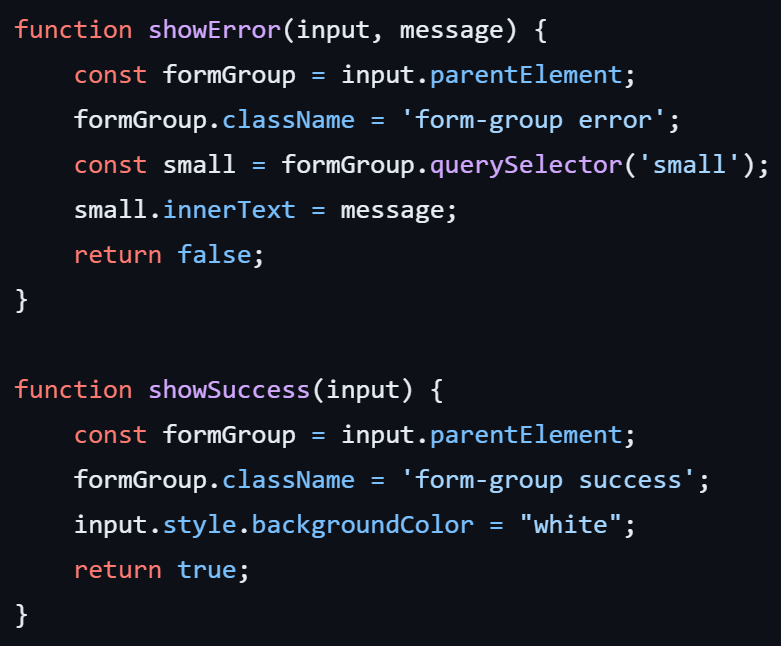 function showError(input, message) {
    const formGroup = input.parentElement;
    formGroup.className = 'form-group error';
    const small = formGroup.querySelector('small');
    small.innerText = message;
    return false;
}

function showSuccess(input) {
    const formGroup = input.parentElement;
    formGroup.className = 'form-group success';
    input.style.backgroundColor = "white";
    return true;
}